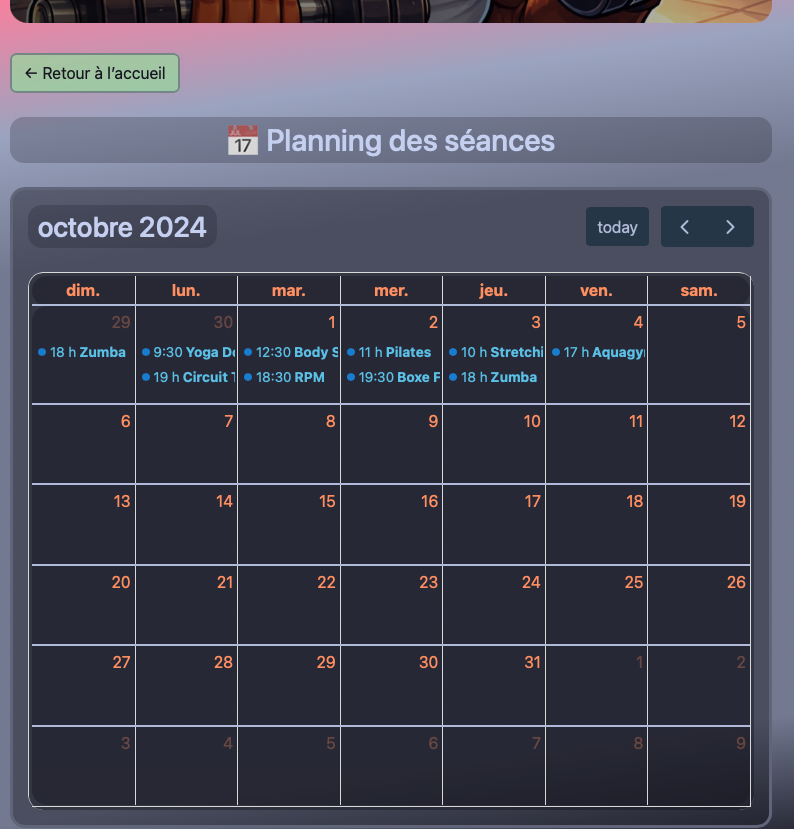 ← Retour à l'accueil
17 Planning des séances
octobre 2024
today
dim. lun. mar. mer. jeu. ven. sam.
29 30 1 2 3 4 5
18 h Zumba 9:30 Yoga 12:30 Body 11 h Pilates 10 h Stretchi 17 h Aquagy
19 h Circuit 18:30 RPM 19:30 Boxe 18 h Zumba
6 7 8 9 10 11 12
13 14 15 16 17 18 19
20 21 22 23 24 25 26
27 28 29 30 31 1 2
3 4 5 6 7 8 9